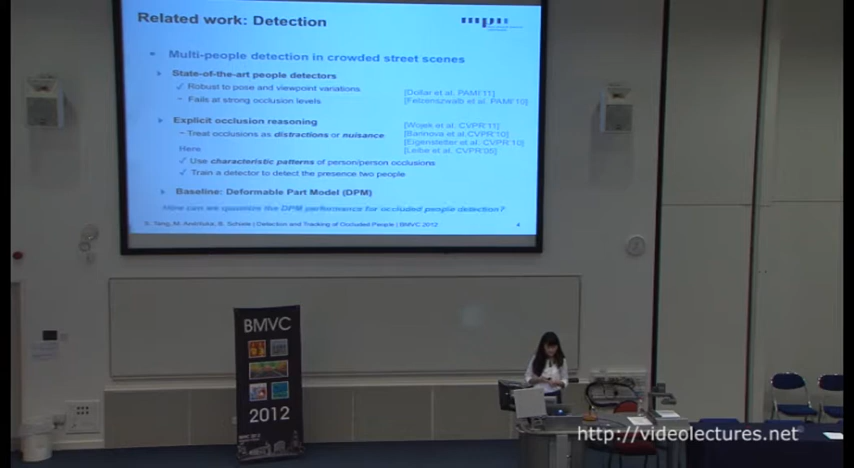 Related work: Detection
Multi-people detection in crowded street scenes
State-of-the-art people detectors
Robust to pose and viewpoint variations
[Dollar et al. PAMI'11]
Fails at strong occlusion levels
[Felzenszwalb et al. PAMI'10]
Explicit occlusion reasoning
[Wojek et al. CVPR'11]
Treat occlusions as distractions or nuisance
[Barinova et al.CVPR'10]
[Eigenstetter et al. CVPR'10]
Here
[Leibe et al. CVPR'05]
Use characteristic patterns of person/person occlusions
Train a detector to detect the presence two people
Baseline: Deformable Part Model (DPM)
How can we quantize the DPM performance for occluded people detection?
S. Tang, M. Andriluka, B. Schiele | Detection and Tracking of Occluded People | BMVC 2012
4
BMVC
2012
http://videolectures.net